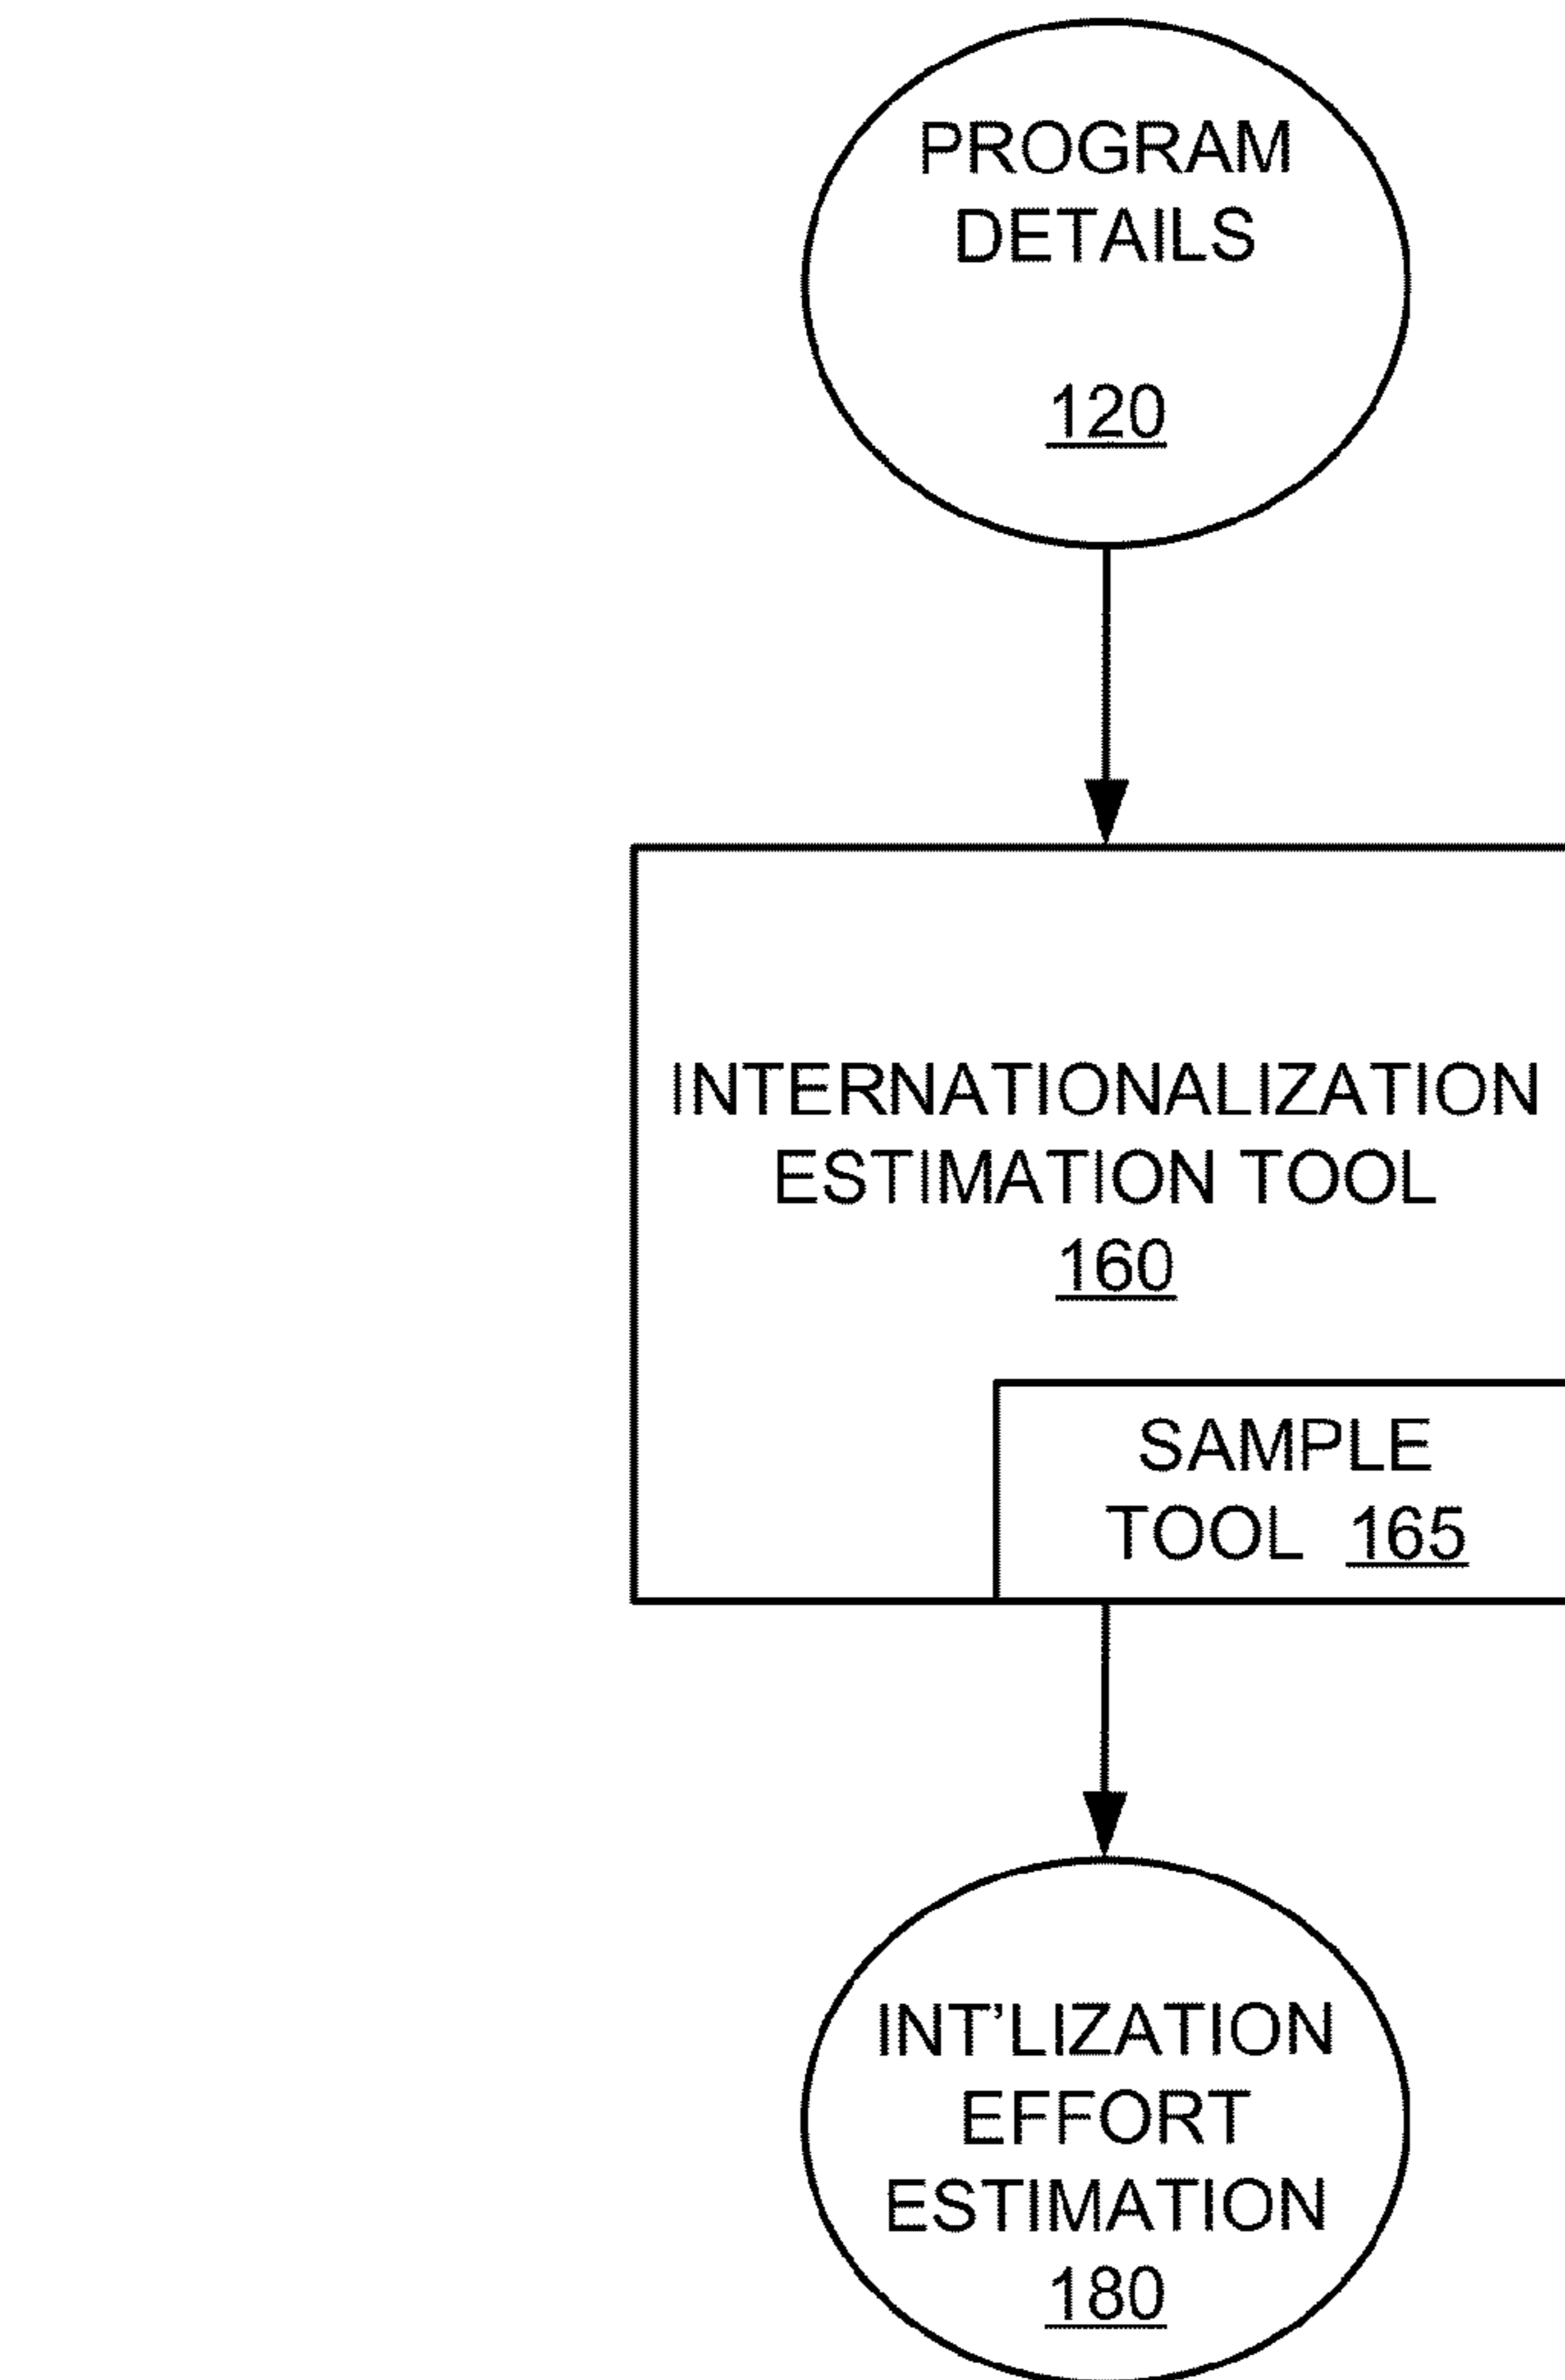 PROGRAM
DETAILS
120
INTERNATIONALIZATION
ESTIMATION TOOL
160
SAMPLE
TOOL 165
INT'LIZATION
EFFORT
ESTIMATION
180